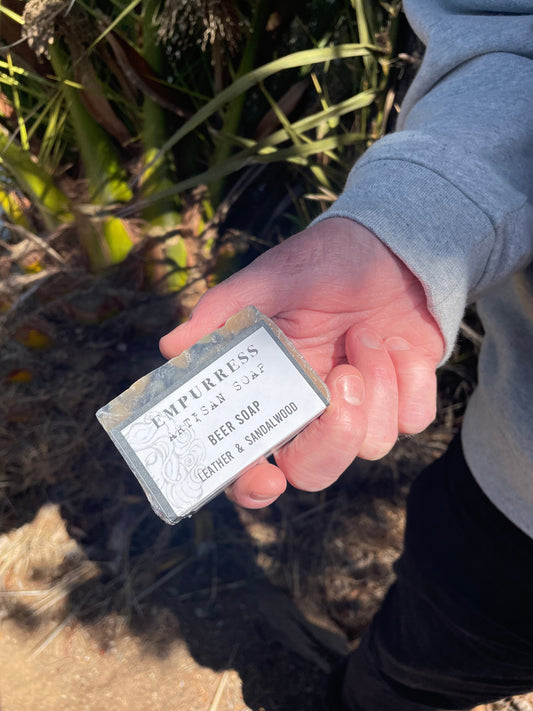 EMPURRESS
ARTISAN SOAP
BEER SOAP
LEATHER & SANDALWOOD